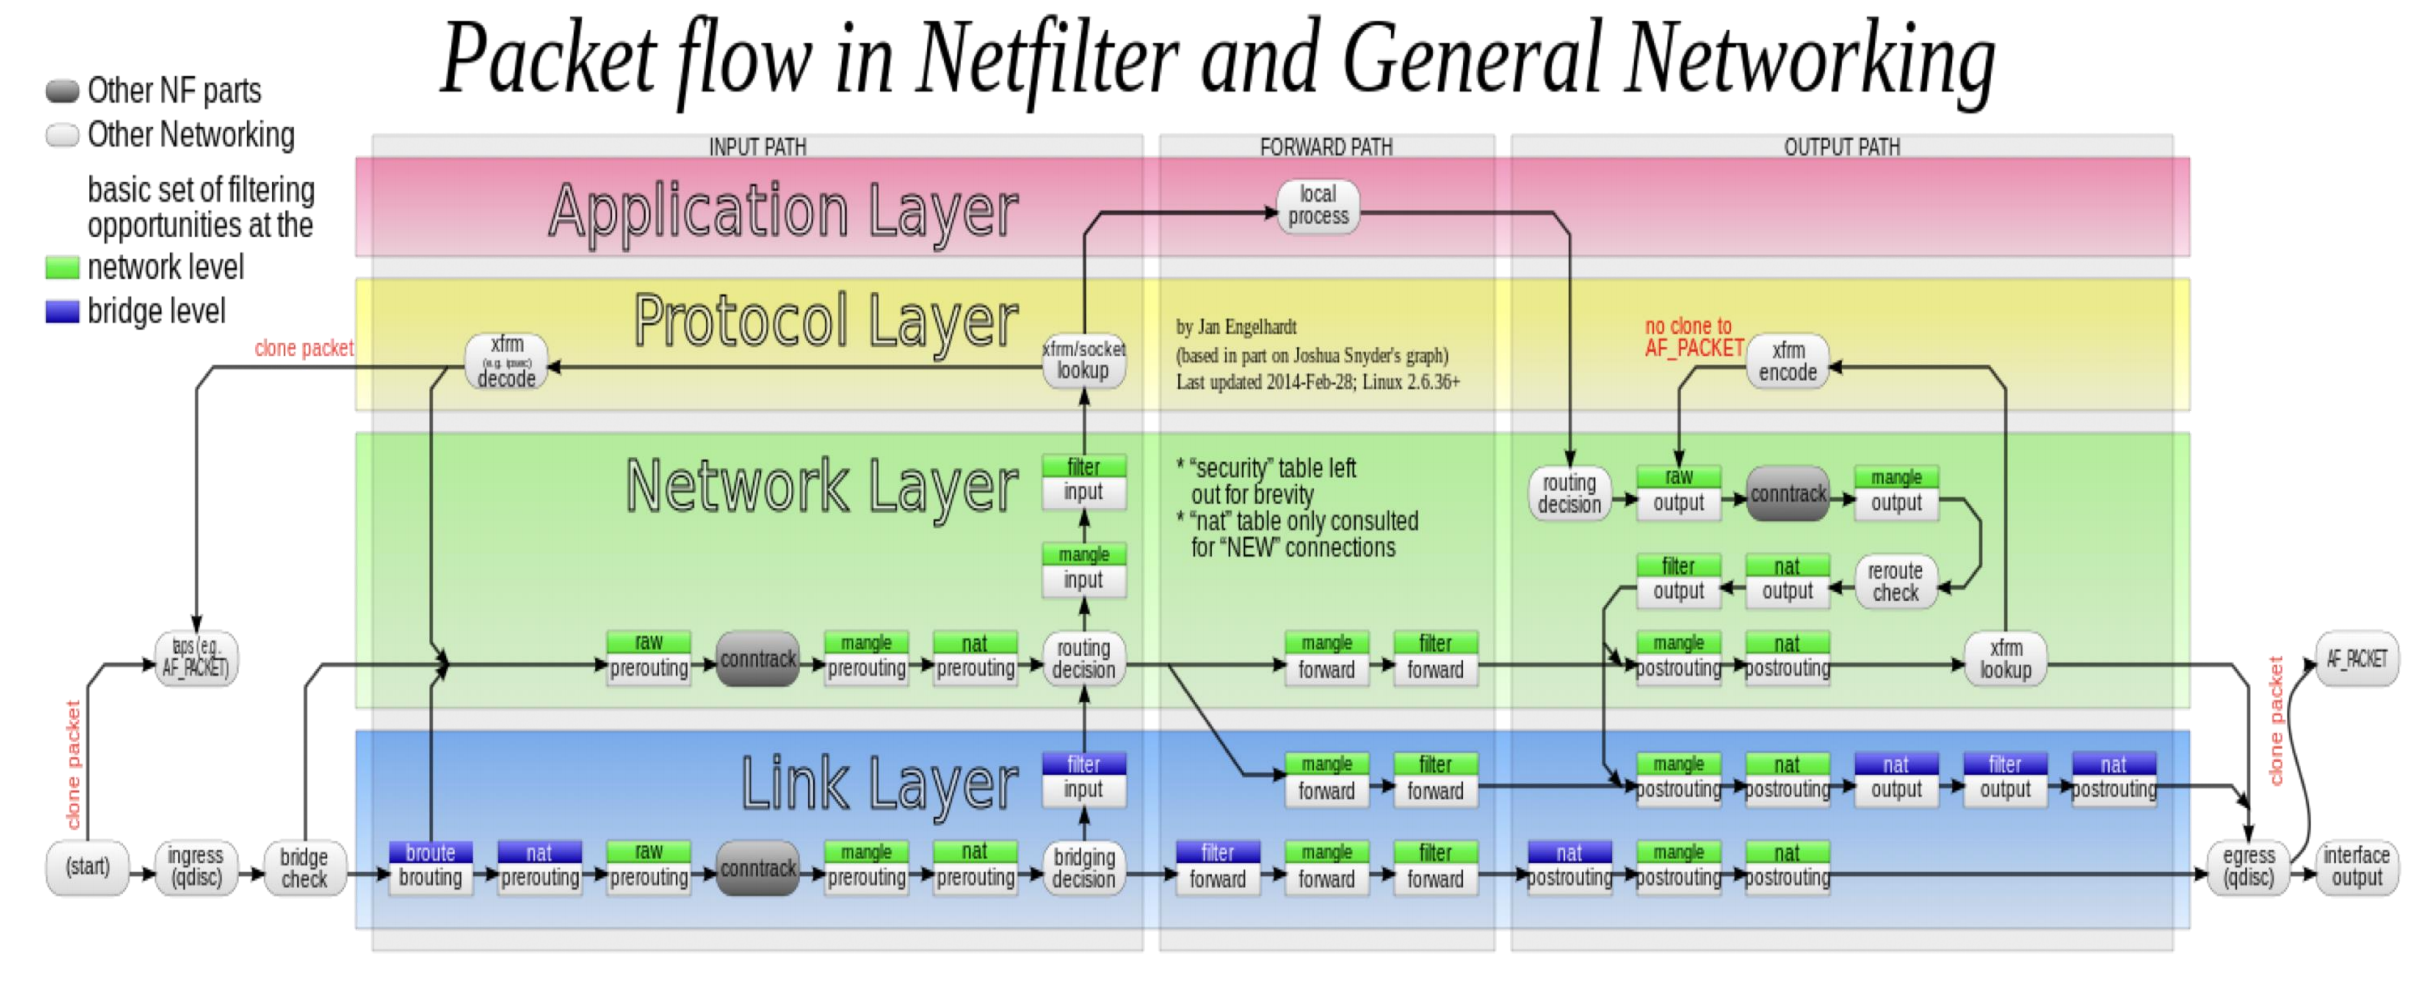 Packet flow in Netfilter and General Networking
Other NF parts
Other Networking
basic set of filtering
opportunities at the
network level
bridge level
INPUT PATH
FORWARD PATH
OUTPUT PATH
Application Layer
local
process
Protocol Layer
clone packet
xfrm
(e.g. ipsec)
decode
xfrm/socket
lookup
by Jan Engelhardt
(based in part on Joshua Snyder's graph)
Last updated 2014-Feb-28; Linux 2.6.36+
no clone to
AF_PACKET
xfrm
encode
Network Layer
filter
input
mangle
input
* “security” table left
out for brevity
* “nat” table only consulted
for “NEW” connections
routing
decision
raw
output
conntrack
mangle
output
filter
output
nat
output
reroute
check
clone packet
taps (e.g.
AF_PACKET)
raw
prerouting
conntrack
mangle
prerouting
nat
prerouting
routing
decision
mangle
forward
filter
forward
mangle
postrouting
nat
postrouting
xfrm
lookup
clone packet
AF_PACKET
Link Layer
filter
input
mangle
forward
filter
forward
mangle
postrouting
nat
postrouting
nat
output
filter
output
nat
postrouting
(start)
ingress
(qdisc)
bridge
check
broute
brouting
nat
prerouting
raw
prerouting
conntrack
mangle
prerouting
nat
prerouting
bridging
decision
filter
forward
mangle
forward
filter
forward
nat
postrouting
mangle
postrouting
nat
postrouting
egress
(qdisc)
interface
output